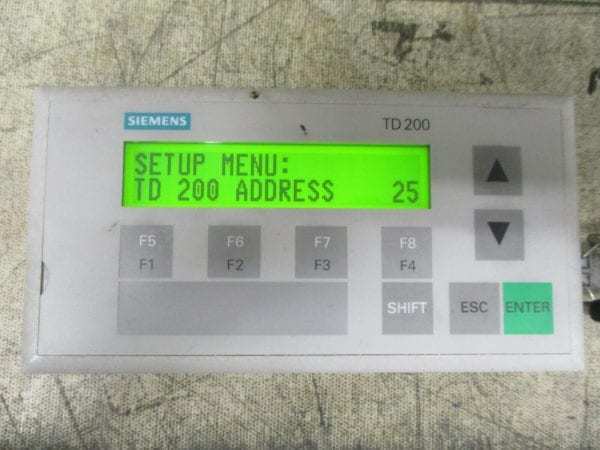 SIEMENS
TD 200
SETUP MENU:
TD 200 ADDRESS 25
▲
▼
F5 F6 F7 F8
F1 F2 F3 F4
SHIFT ESC ENTER